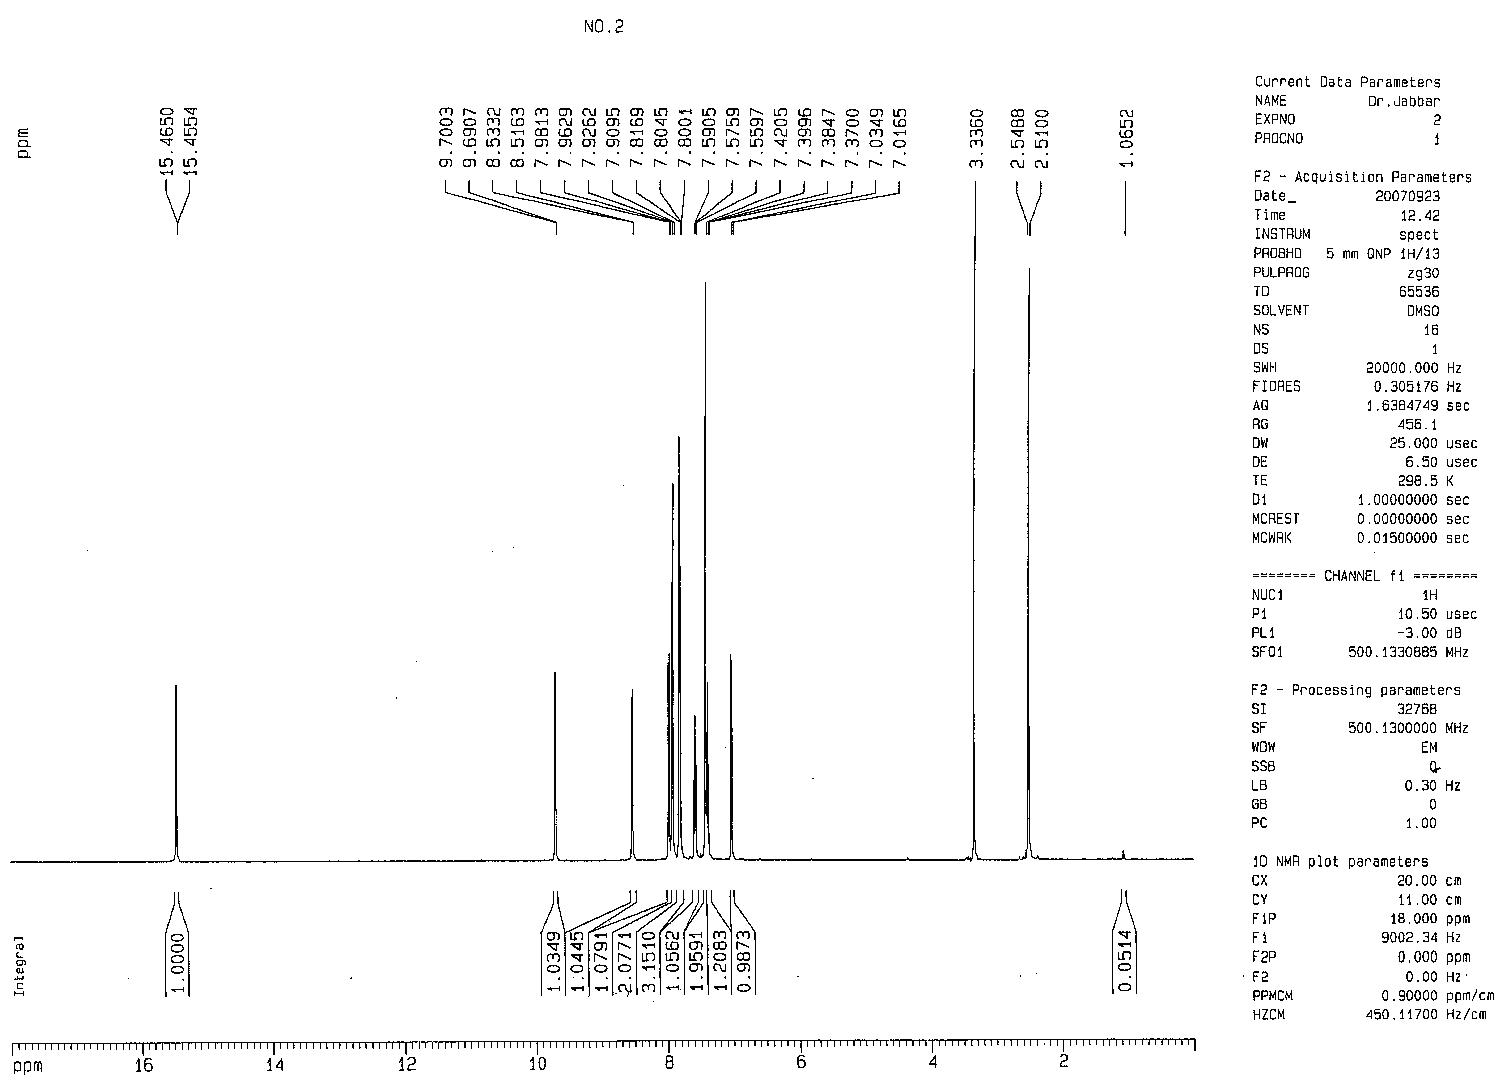 NO.2
ppm
15.4650
15.4554
9.7003
9.6907
8.5332
8.5163
7.9813
7.9629
7.9262
7.9095
7.8169
7.8045
7.8001
7.5905
7.5759
7.5597
7.4205
7.3996
7.3847
7.3700
7.0349
7.0165
3.3360
2.5488
2.5100
1.0652
Current Data Parameters
NAME Dr.Jabbar
EXPNO 2
PROCNO 1
F2 - Acquisition Parameters
Date_ 20070923
Time 12.42
INSTRUM spect
PROBHD 5 mm QNP 1H/13
PULPROG zg30
TD 65536
SOLVENT DMSO
NS 16
DS 1
SWH 20000.000 Hz
FIDRES 0.305176 Hz
AQ 1.6384749 sec
RG 456.1
DW 25.000 usec
DE 6.50 usec
TE 298.5 K
D1 1.00000000 sec
MCREST 0.00000000 sec
MCWRK 0.01500000 sec
======== CHANNEL f1 ========
NUC1 1H
P1 10.50 usec
PL1 -3.00 dB
SFO1 500.1330885 MHz
F2 - Processing parameters
SI 32768
SF 500.1300000 MHz
WDW EM
SSB 0
LB 0.30 Hz
GB 0
PC 1.00
1D NMR plot parameters
CX 20.00 cm
CY 11.00 cm
F1P 18.000 ppm
F1 9002.34 Hz
F2P 0.000 ppm
F2 0.00 Hz
PPMCM 0.90000 ppm/cm
HZCM 450.11700 Hz/cm
Integral
1.0000
1.0349
1.0445
1.0791
2.0771
3.1510
1.0562
1.9591
1.2083
0.9873
0.0514
ppm 16 14 12 10 8 6 4 2